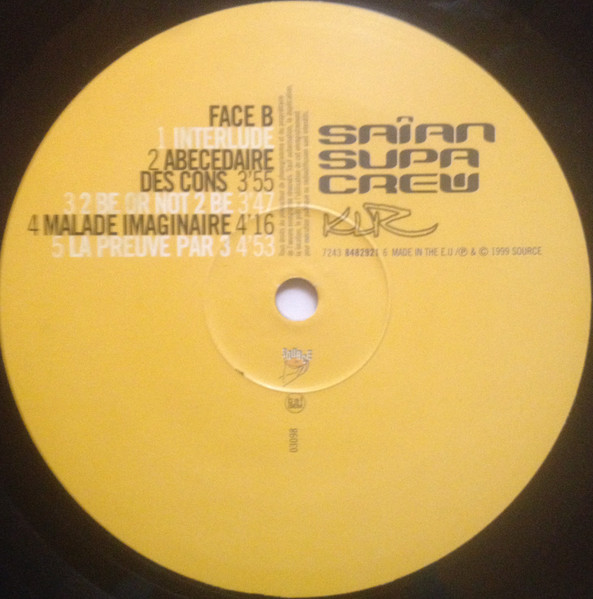 FACE B
1 INTERLUDE
2 ABECEDAIRE
DES CONS 3'55
3 2 BE OR NOT 2 BE 3'47
4 MALADE IMAGINAIRE 4'16
5 LA PREUVE PAR 3 4'53
SAÏAN
SUPA
CREW
KLR
7243 8482921 6 MADE IN THE E.U /℗ & © 1999 SOURCE
03098